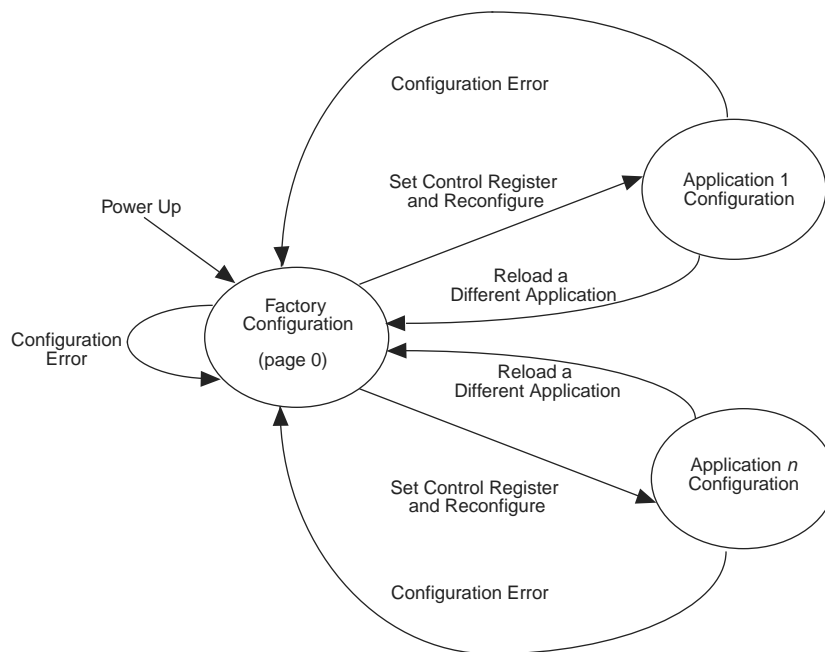 Configuration Error
Set Control Register
and Reconfigure
Application 1
Configuration
Power Up
Reload a
Different Application
Factory
Configuration
(page 0)
Configuration
Error
Reload a
Different Application
Application n
Configuration
Set Control Register
and Reconfigure
Configuration Error